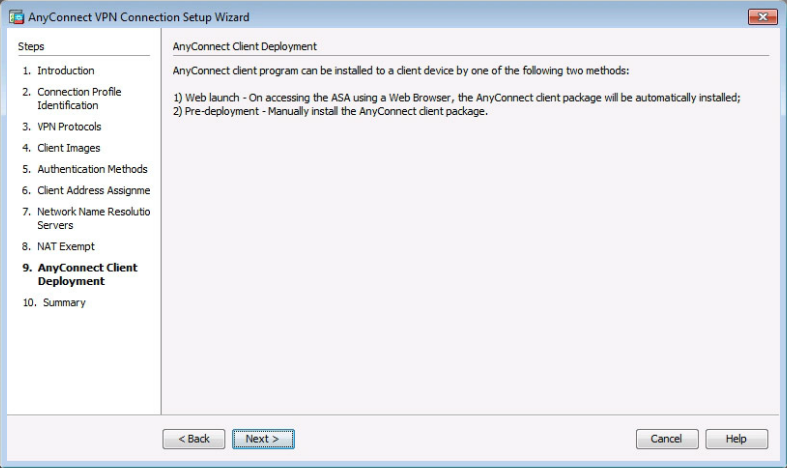 AnyConnect VPN Connection Setup Wizard
Steps
1. Introduction
2. Connection Profile
Identification
3. VPN Protocols
4. Client Images
5. Authentication Methods
6. Client Address Assignme
7. Network Name Resolutio
Servers
8. NAT Exempt
9. AnyConnect Client
Deployment
10. Summary
AnyConnect Client Deployment
AnyConnect client program can be installed to a client device by one of the following two methods:
1) Web launch - On accessing the ASA using a Web Browser, the AnyConnect client package will be automatically installed;
2) Pre-deployment - Manually install the AnyConnect client package.
< Back
Next >
Cancel
Help